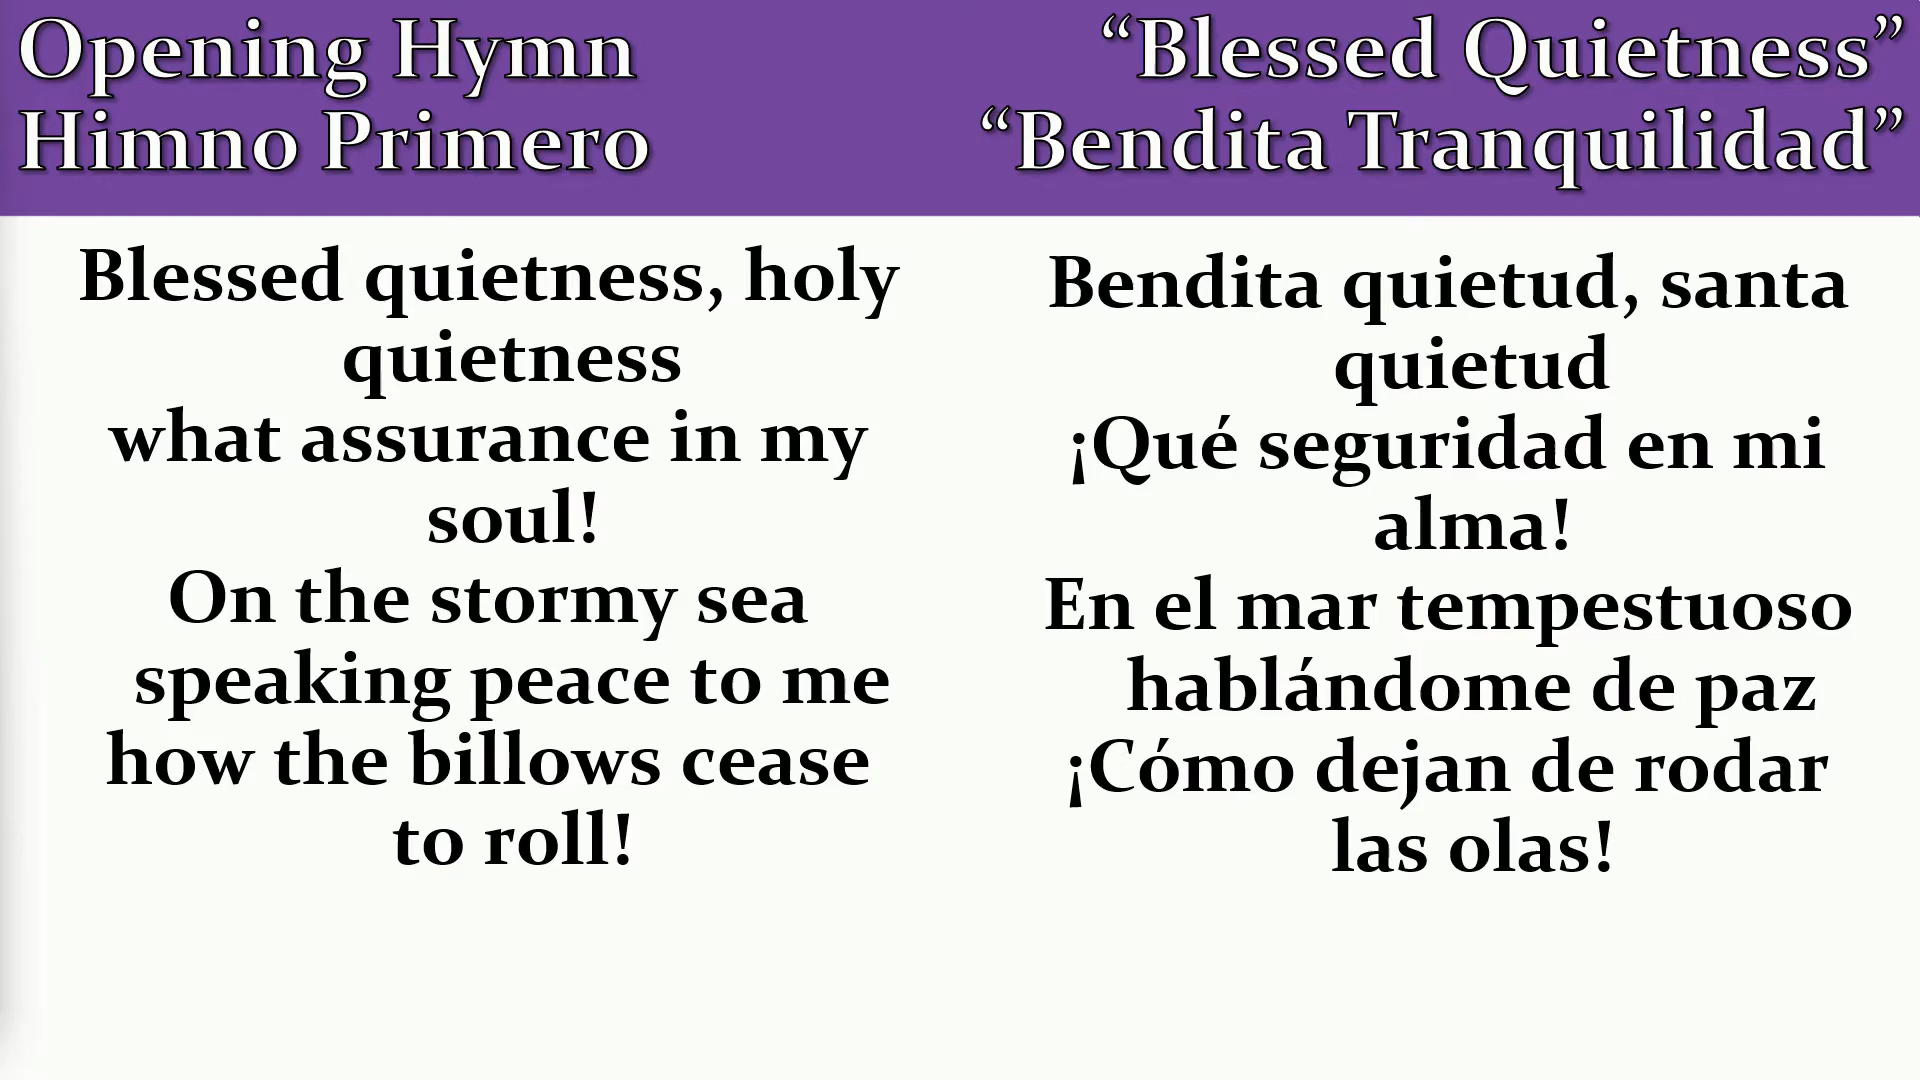 Opening Hymn
Himno Primero
“Blessed Quietness”
“Bendita Tranquilidad”
Blessed quietness, holy
quietness
what assurance in my
soul!
On the stormy sea
speaking peace to me
how the billows cease
to roll!
Bendita quietud, santa
quietud
¡Qué seguridad en mi
alma!
En el mar tempestuoso
hablándome de paz
¡Cómo dejan de rodar
las olas!